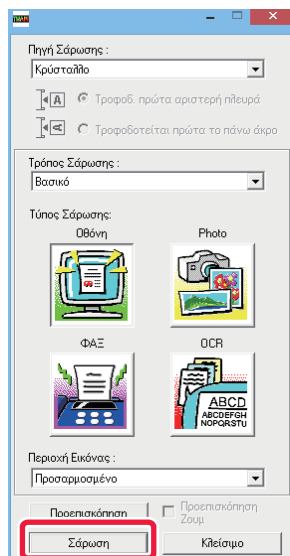 Πηγή Σάρωσης :
Κρύσταλλο
A Τροφοδ. πρώτα αριστερή πλευρά
A Τροφοδοτείται πρώτα το πάνω άκρο
Τρόπος Σάρωσης :
Βασικό
Τύπος Σάρωσης:
Οθόνη Photo
ΦΑΞ OCR
ABCD
ABCDEFGH
NOPQRSTU
Περιοχή Εικόνας :
Προσαρμοσμένο
Προεπισκόπηση Προεπισκόπηση
Ζουμ
Σάρωση Κλείσιμο